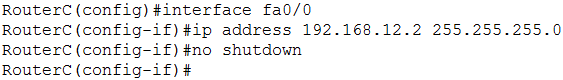 RouterC(config)#interface fa0/0
RouterC(config-if)#ip address 192.168.12.2 255.255.255.0
RouterC(config-if)#no shutdown
RouterC(config-if)#